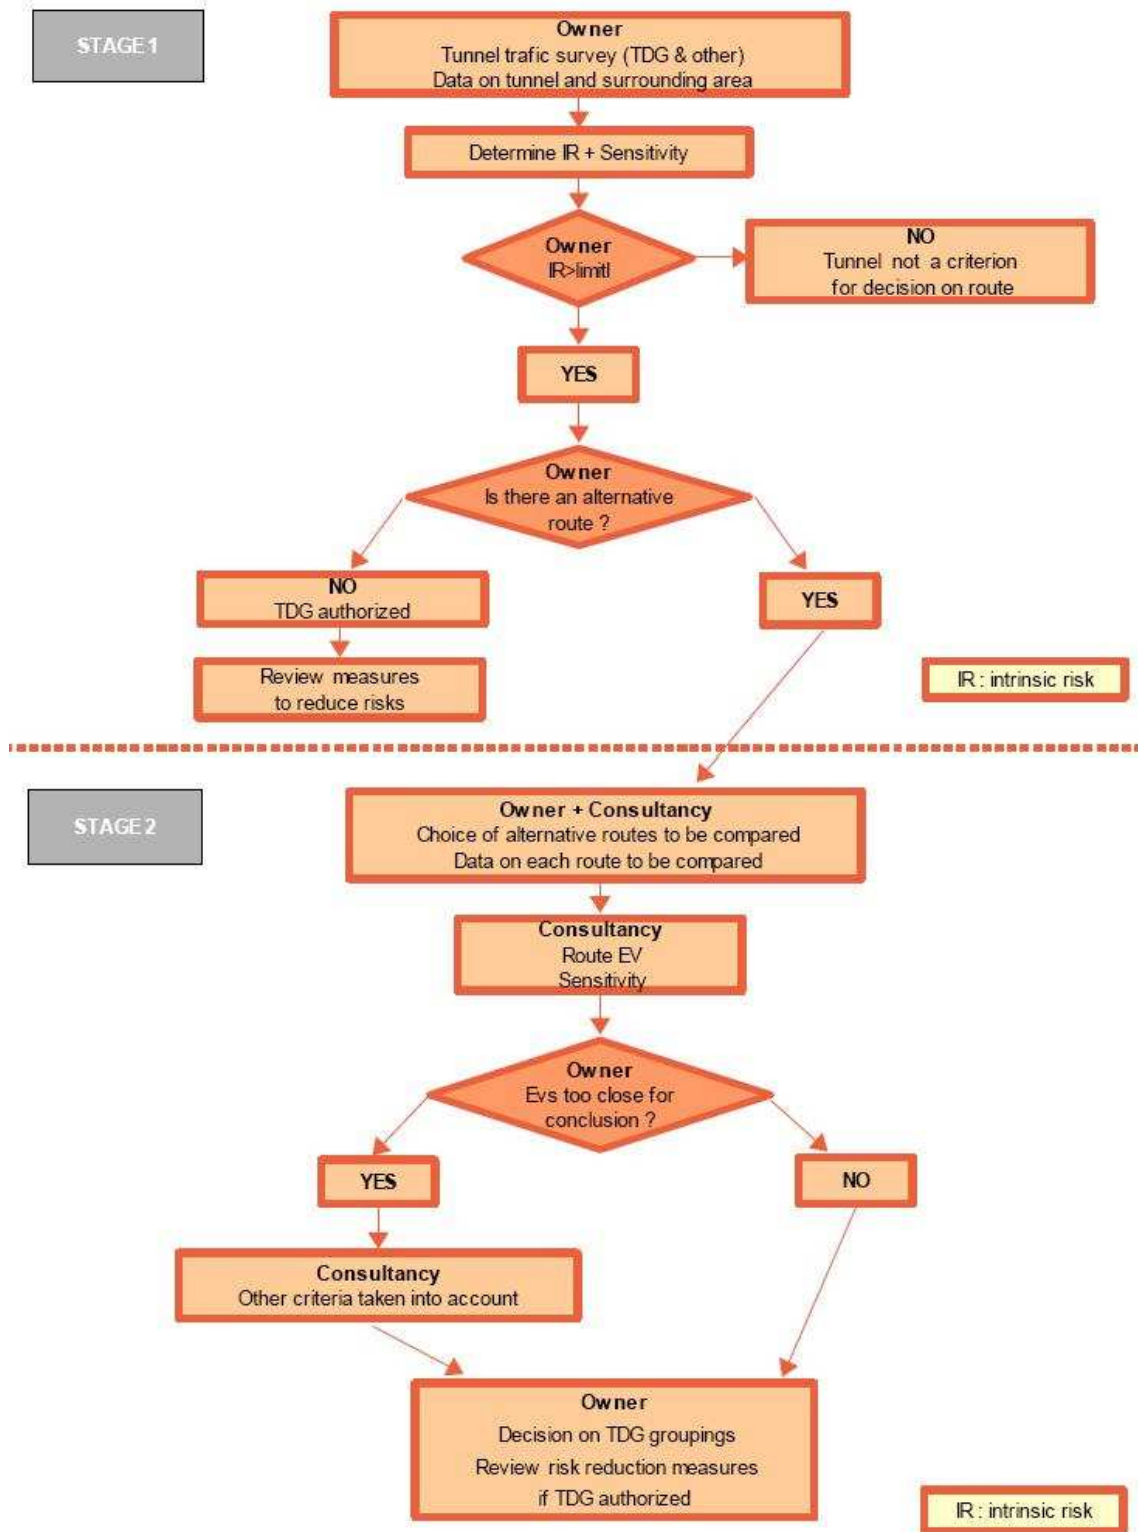 STAGE 1
Owner
Tunnel trafic survey (TDG & other)
Data on tunnel and surrounding area
Determine IR + Sensitivity
Owner
IR>limitI
NO
Tunnel not a criterion
for decision on route
YES
Owner
Is there an alternative
route ?
NO
TDG authorized
YES
Review measures
to reduce risks
IR : intrinsic risk
STAGE 2
Owner + Consultancy
Choice of alternative routes to be compared
Data on each route to be compared
Consultancy
Route EV
Sensitivity
Owner
Evs too close for
conclusion ?
YES
NO
Consultancy
Other criteria taken into account
Owner
Decision on TDG groupings
Review risk reduction measures
if TDG authorized
IR : intrinsic risk